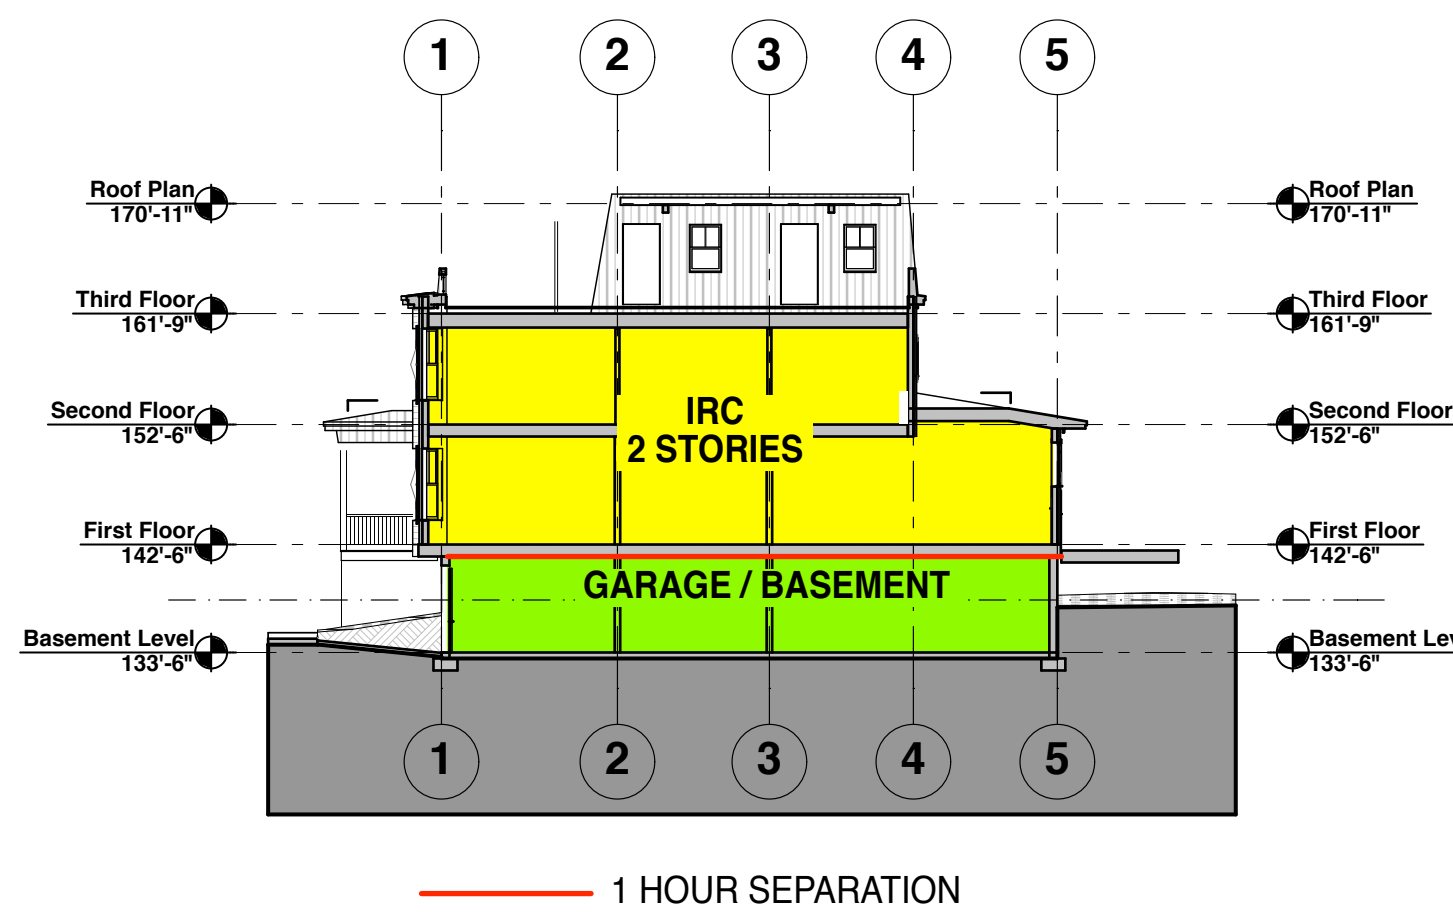 1 2 3 4 5
Roof Plan
170'-11"
Roof Plan
170'-11"
Third Floor
161'-9"
Third Floor
161'-9"
IRC
2 STORIES
Second Floor
152'-6"
Second Floor
152'-6"
First Floor
142'-6"
First Floor
142'-6"
GARAGE / BASEMENT
Basement Level
133'-6"
Basement Lev
133'-6"
1 2 3 4 5
1 HOUR SEPARATION